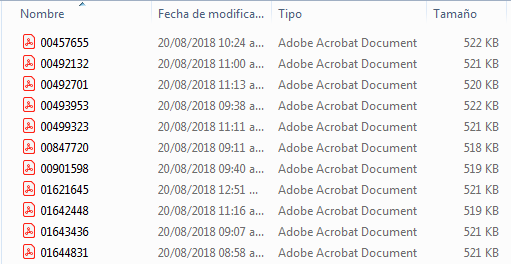 Nombre Fecha de modifica... Tipo Tamaño
00457655 20/08/2018 10:24 a... Adobe Acrobat Document 522 KB
00492132 20/08/2018 11:00 a... Adobe Acrobat Document 521 KB
00492701 20/08/2018 11:13 a... Adobe Acrobat Document 520 KB
00493953 20/08/2018 09:38 a... Adobe Acrobat Document 522 KB
00499323 20/08/2018 11:11 a... Adobe Acrobat Document 521 KB
00847720 20/08/2018 09:11 a... Adobe Acrobat Document 518 KB
00901598 20/08/2018 09:40 a... Adobe Acrobat Document 519 KB
01621645 20/08/2018 12:51 ... Adobe Acrobat Document 521 KB
01642448 20/08/2018 11:16 a... Adobe Acrobat Document 519 KB
01643436 20/08/2018 09:07 a... Adobe Acrobat Document 521 KB
01644831 20/08/2018 08:58 a... Adobe Acrobat Document 521 KB